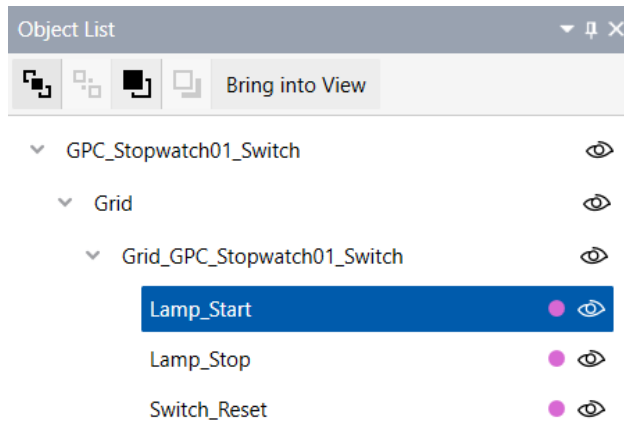 Object List
Bring into View
GPC_Stopwatch01_Switch
Grid
Grid_GPC_Stopwatch01_Switch
Lamp_Start
Lamp_Stop
Switch_Reset